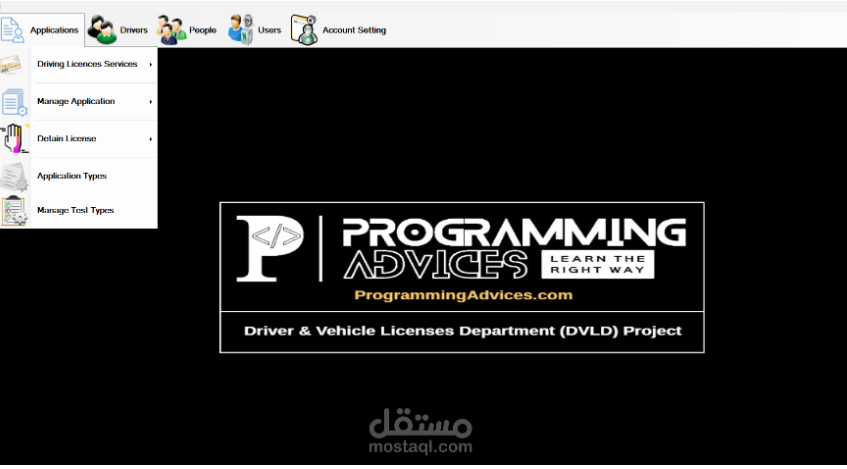 Applications Drivers People Users Account Setting
Driving Licences Services
Manage Application
Detain License
Application Types
Manage Test Types
P </>
PROGRAMMING
ADVICES
LEARN THE
RIGHT WAY
ProgrammingAdvices.com
Driver & Vehicle Licenses Department (DVLD) Project
مستقل
mostaql.com